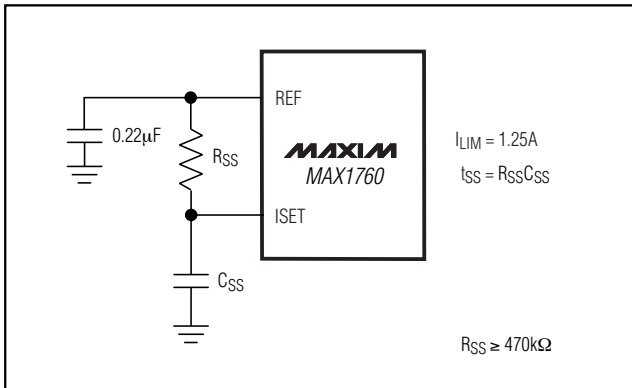 REF
0.22μF
RSS
MAXIM
MAX1760
ILIM = 1.25A
tSS = RSSCSS
ISET
CSS
RSS ≥ 470kΩ